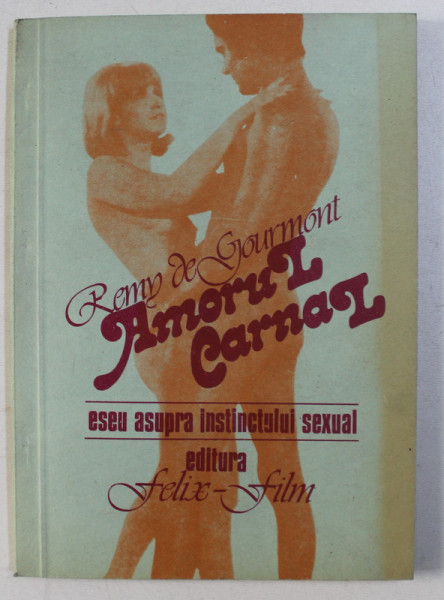 Remy de Gourmont
Amorul
Carnal
eseu asupra instinctului sexual
editura
Felix-Film